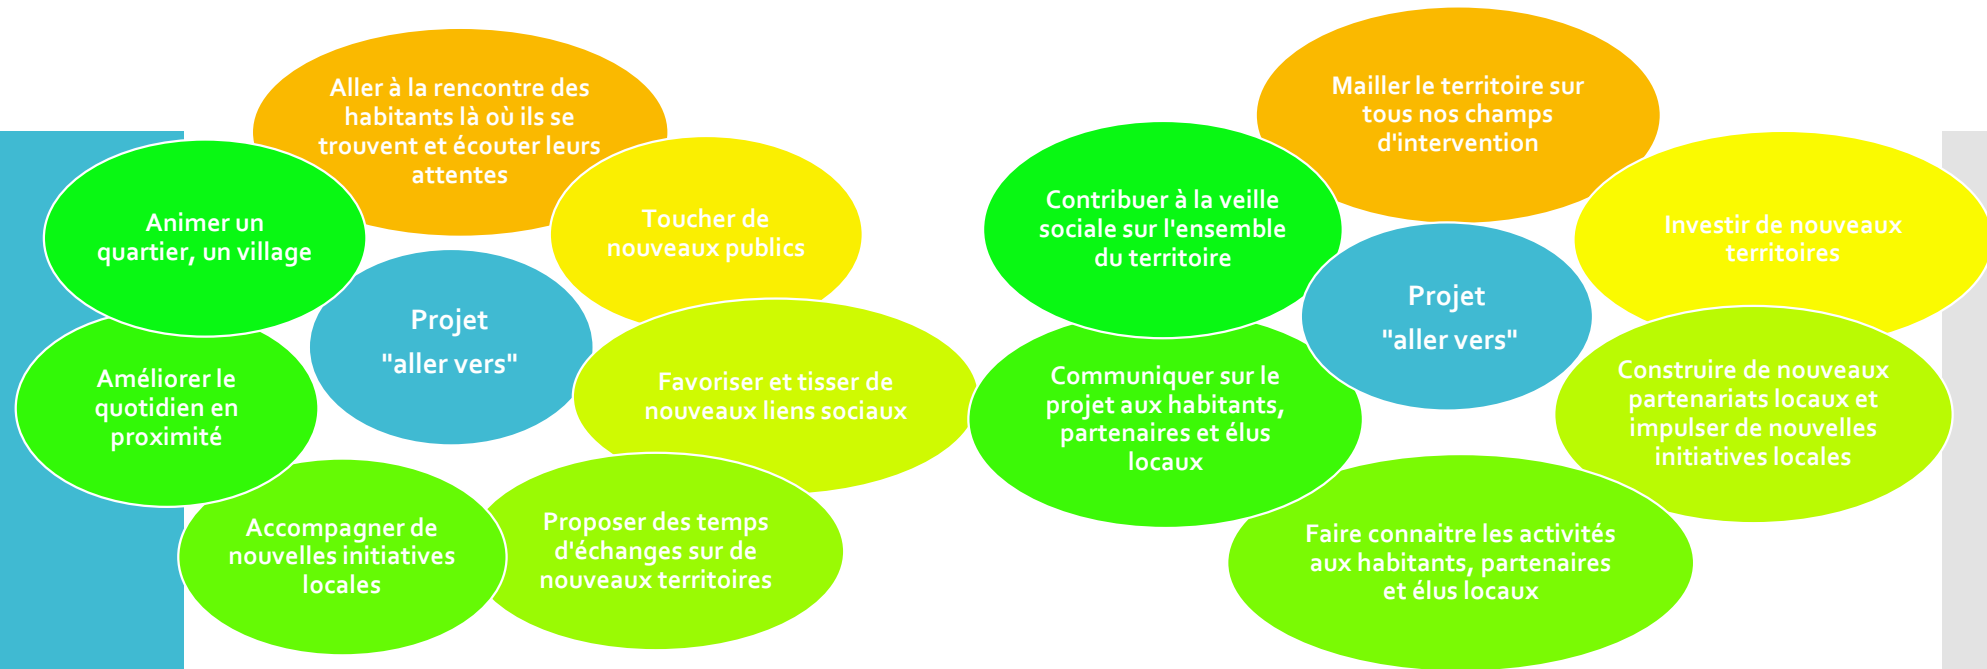 Aller à la rencontre des
habitants là où ils se
trouvent et écouter leurs
attentes
Toucher de
nouveaux publics
Favoriser et tisser de
nouveaux liens sociaux
Proposer des temps
d'échanges sur de
nouveaux territoires
Accompagner de
nouvelles initiatives
locales
Améliorer le
quotidien en
proximité
Animer un
quartier, un village
Projet
"aller vers"
Mailler le territoire sur
tous nos champs
d'intervention
Investir de nouveaux
territoires
Construire de nouveaux
partenariats locaux et
impulser de nouvelles
initiatives locales
Faire connaitre les activités
aux habitants, partenaires
et élus locaux
Communiquer sur le
projet aux habitants,
partenaires et élus
locaux
Contribuer à la veille
sociale sur l'ensemble
du territoire
Projet
"aller vers"